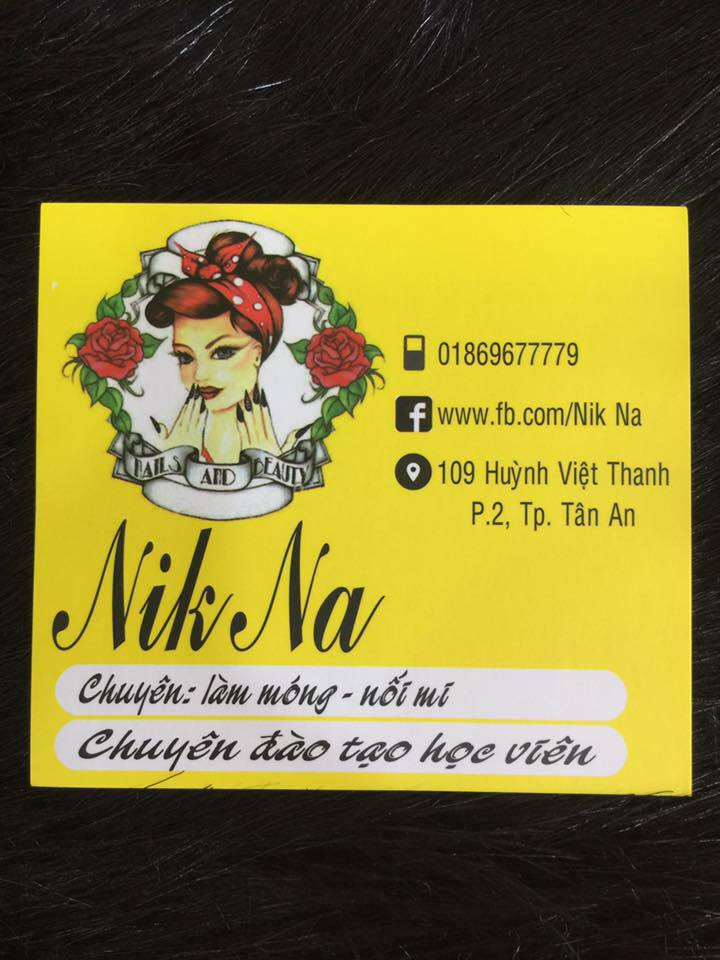 NAILS AND BEAUTY
01869677779
www.fb.com/Nik Na
109 Huỳnh Việt Thanh
P.2, Tp. Tân An
Nik Na
Chuyên: làm móng - nối mi
Chuyên đào tạo học viên